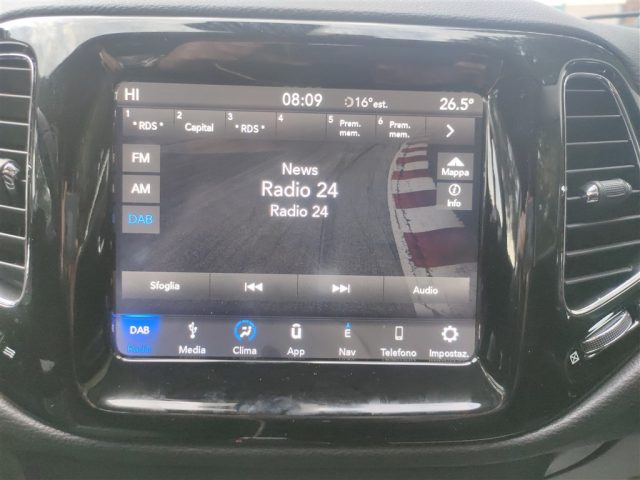 HI 08:09 16°est. 26.5°
1 2 3 4 5 6
*RDS* Capital *RDS* Prem. mem. Prem. mem.
FM
AM
DAB
News
Radio 24
Radio 24
Mappa
Info
Sfoglia Audio
DAB E
Radio Media Clima App Nav Telefono Impostaz.